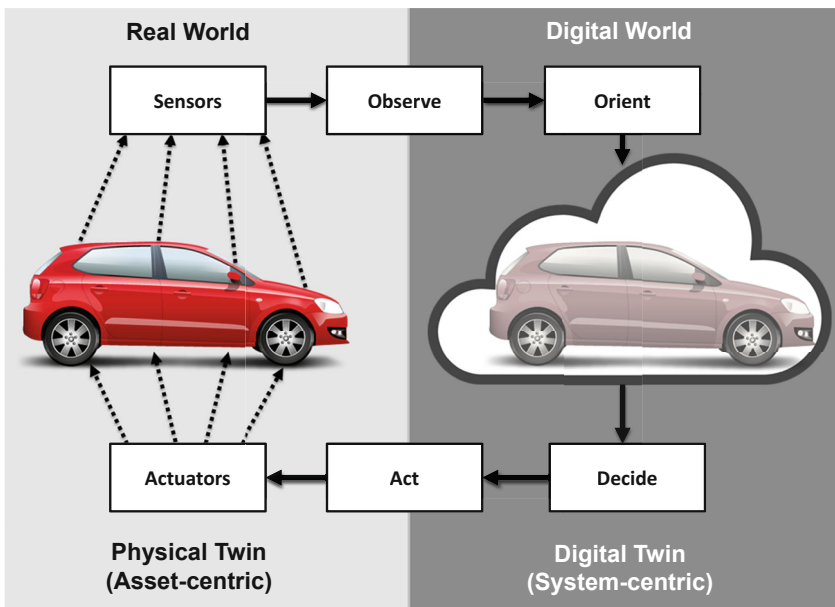 Real World
Digital World
Sensors
Observe
Orient
Actuators
Act
Decide
Physical Twin
(Asset-centric)
Digital Twin
(System-centric)